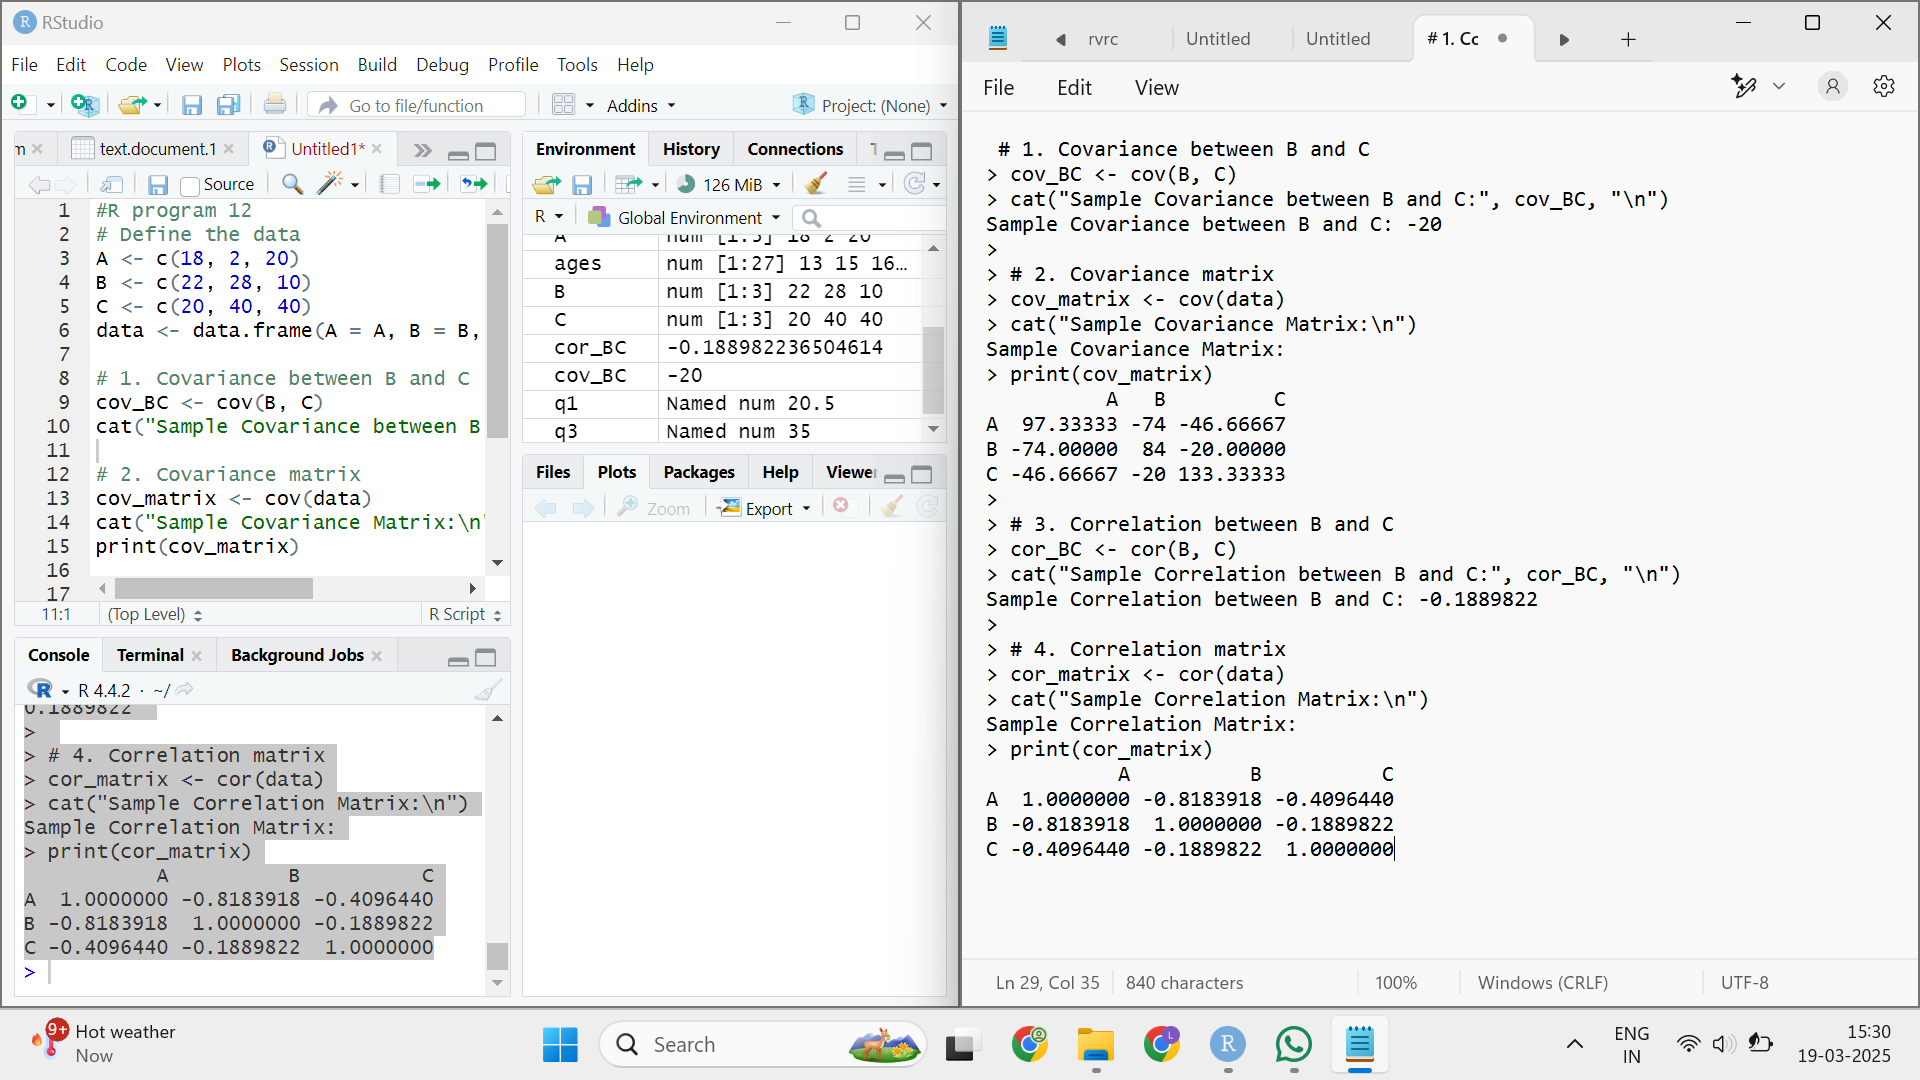 RStudio
File Edit Code View Plots Session Build Debug Profile Tools Help
Go to file/function
Addins
Project: (None)
m
text.document.1
Untitled1*
Source
1 #R program 12
2 # Define the data
3 A <- c(18, 2, 20)
4 B <- c(22, 28, 10)
5 C <- c(20, 40, 40)
6 data <- data.frame(A = A, B = B,
7
8 # 1. Covariance between B and C
9 cov_BC <- cov(B, C)
10 cat("Sample Covariance between B
11
12 # 2. Covariance matrix
13 cov_matrix <- cov(data)
14 cat("Sample Covariance Matrix:\n"
15 print(cov_matrix)
16
17
11:1 (Top Level) R Script
Console Terminal Background Jobs
R 4.4.2 · ~/
0.1889822
>
> # 4. Correlation matrix
> cor_matrix <- cor(data)
> cat("Sample Correlation Matrix:\n")
Sample Correlation Matrix:
> print(cor_matrix)
A B C
A 1.0000000 -0.8183918 -0.4096440
B -0.8183918 1.0000000 -0.1889822
C -0.4096440 -0.1889822 1.0000000
>
Environment History Connections
126 MiB
R Global Environment
A num [1:3] 18 2 20
ages num [1:27] 13 15 16…
B num [1:3] 22 28 10
C num [1:3] 20 40 40
cor_BC -0.188982236504614
cov_BC -20
q1 Named num 20.5
q3 Named num 35
Files Plots Packages Help Viewer
Zoom Export
rvrc Untitled Untitled # 1. Cc
File Edit View
# 1. Covariance between B and C
> cov_BC <- cov(B, C)
> cat("Sample Covariance between B and C:", cov_BC, "\n")
Sample Covariance between B and C: -20
>
> # 2. Covariance matrix
> cov_matrix <- cov(data)
> cat("Sample Covariance Matrix:\n")
Sample Covariance Matrix:
> print(cov_matrix)
A B C
A 97.33333 -74 -46.66667
B -74.00000 84 -20.00000
C -46.66667 -20 133.33333
>
> # 3. Correlation between B and C
> cor_BC <- cor(B, C)
> cat("Sample Correlation between B and C:", cor_BC, "\n")
Sample Correlation between B and C: -0.1889822
>
> # 4. Correlation matrix
> cor_matrix <- cor(data)
> cat("Sample Correlation Matrix:\n")
Sample Correlation Matrix:
> print(cor_matrix)
A B C
A 1.0000000 -0.8183918 -0.4096440
B -0.8183918 1.0000000 -0.1889822
C -0.4096440 -0.1889822 1.0000000
Ln 29, Col 35 840 characters 100% Windows (CRLF) UTF-8
9+ Hot weather
Now
Search
ENG
IN
15:30
19-03-2025